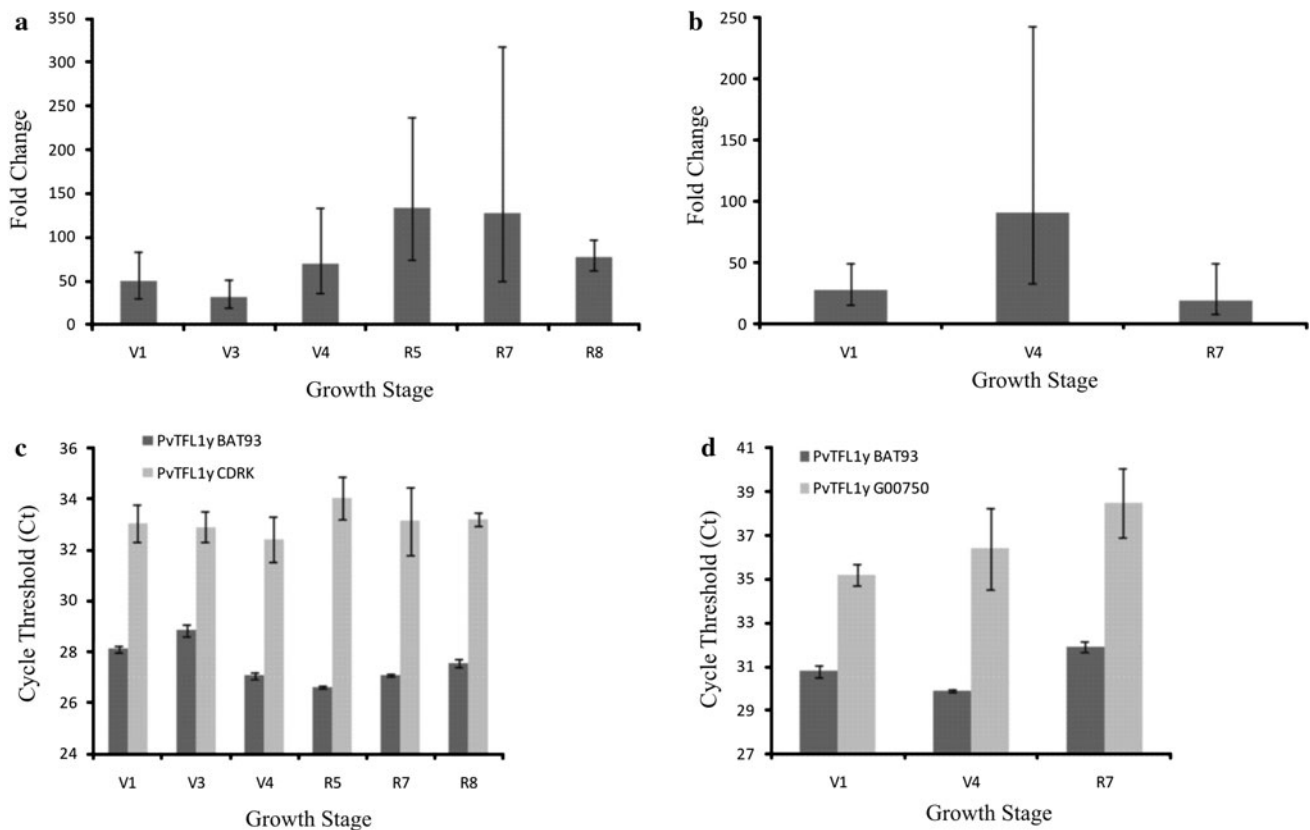 a
350
300
250
200
150
100
50
0
Fold Change
V1 V3 V4 R5 R7 R8
Growth Stage
b
250
200
150
100
50
0
Fold Change
V1 V4 R7
Growth Stage
c
PvTFL1y BAT93
PvTFL1y CDRK
36
34
32
30
28
26
24
Cycle Threshold (Ct)
V1 V3 V4 R5 R7 R8
Growth Stage
d
PvTFL1y BAT93
PvTFL1y G00750
41
39
37
35
33
31
29
27
Cycle Threshold (Ct)
V1 V4 R7
Growth Stage